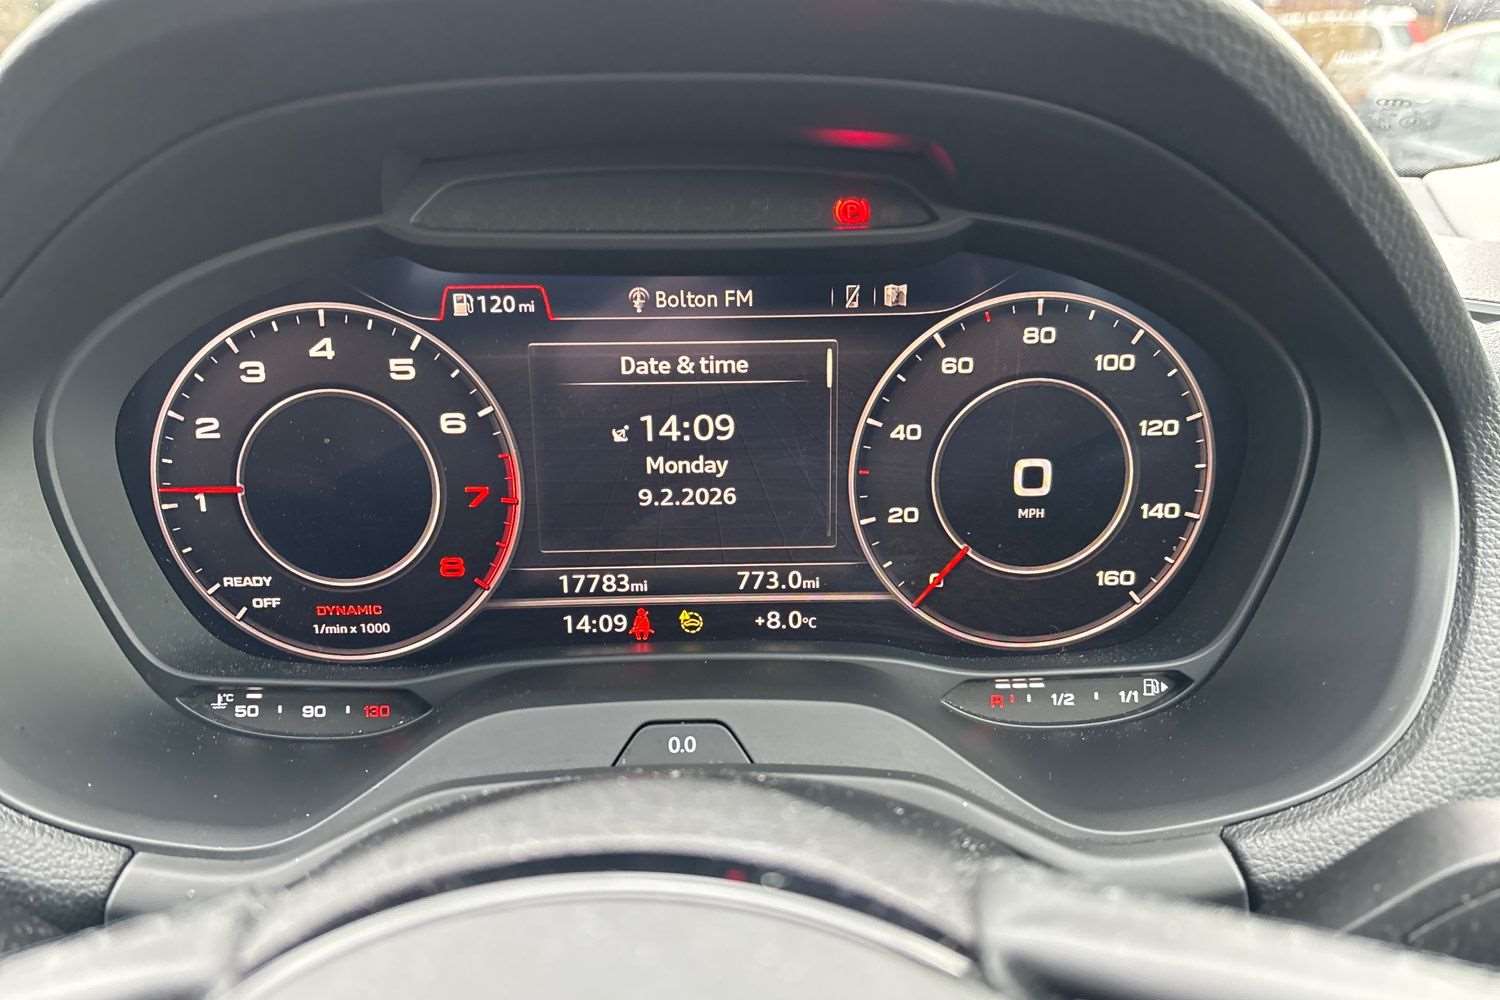 P
120 mi
Bolton FM
Date & time
14:09
Monday
9.2.2026
17783mi
773.0mi
14:09
+8.0°C
1
2
3
4
5
6
7
8
READY
OFF
DYNAMIC
1/min x 1000
0
20
40
60
80
100
120
140
160
0
MPH
°C
50
90
130
R
1/2
1/1
0.0